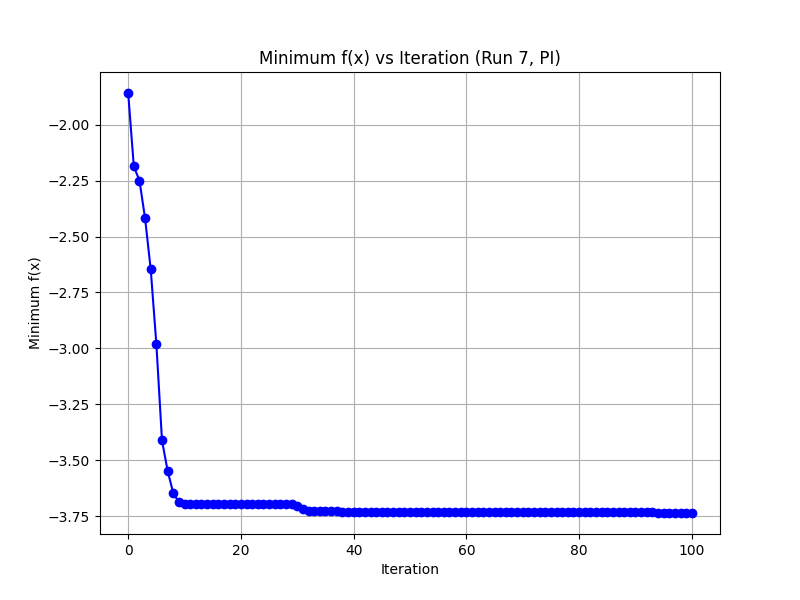 Minimum f(x) vs Iteration (Run 7, PI)
Minimum f(x)
−2.00
−2.25
−2.50
−2.75
−3.00
−3.25
−3.50
−3.75
0 20 40 60 80 100
Iteration